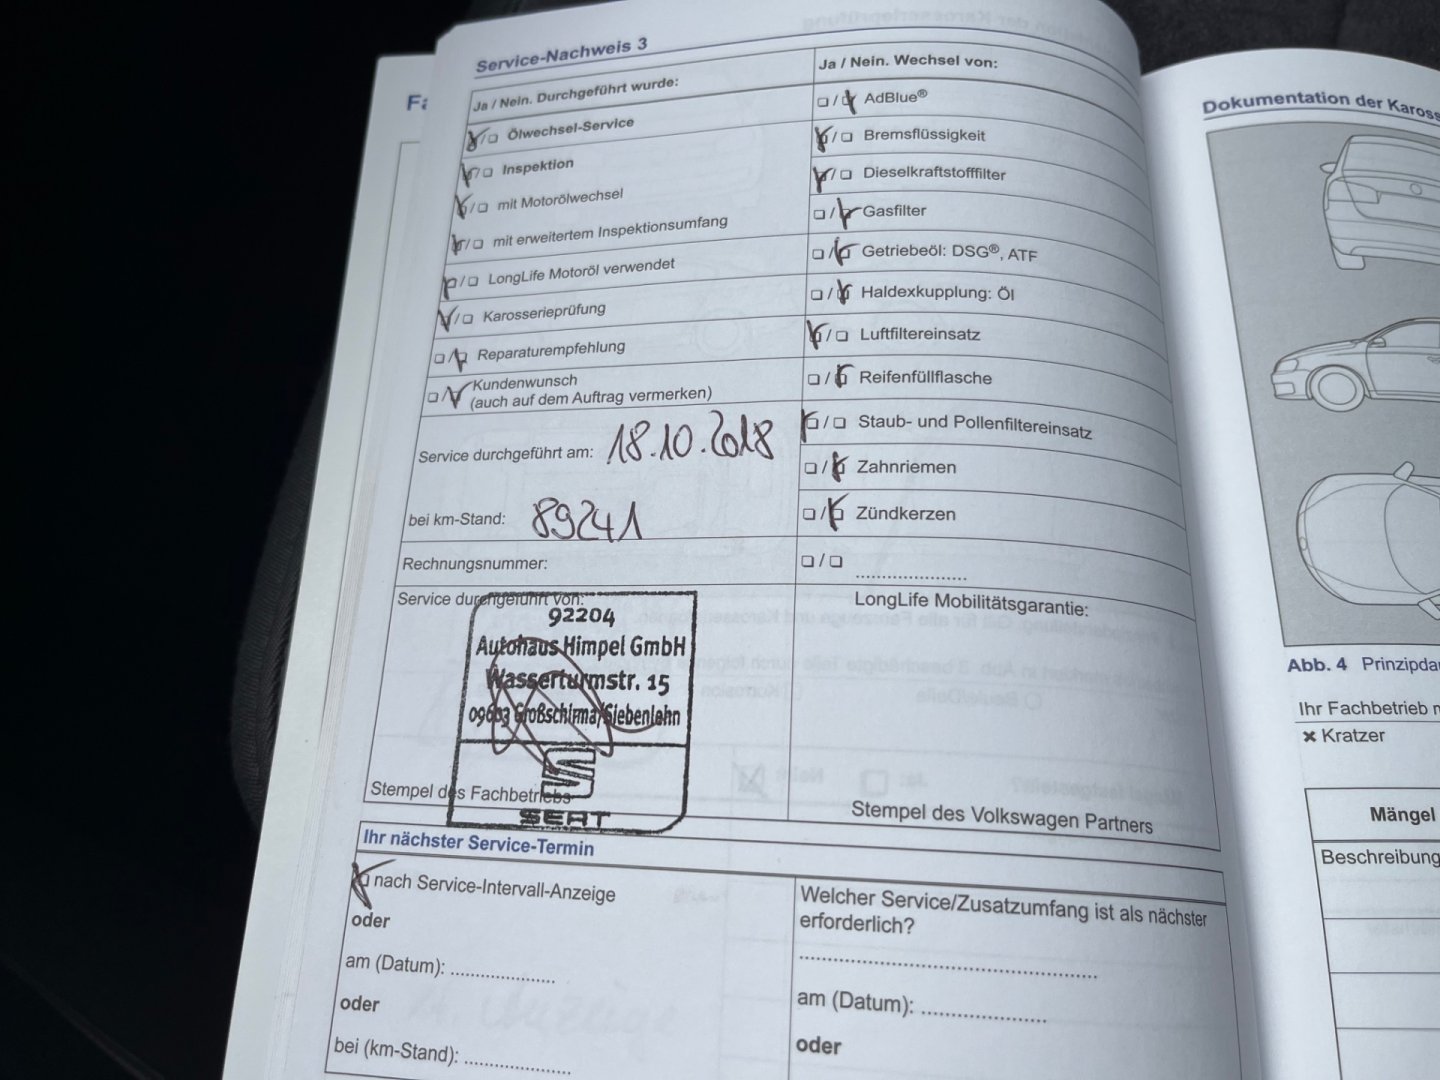 Service-Nachweis 3
Ja / Nein. Durchgeführt wurde:
☒/☐ Ölwechsel-Service
☒/☐ Inspektion
☒/☐ mit Motorölwechsel
☒/☐ mit erweitertem Inspektionsumfang
☒/☐ LongLife Motoröl verwendet
☒/☐ Karosserieprüfung
☐/☒ Reparaturempfehlung
☐/☒ Kundenwunsch
(auch auf dem Auftrag vermerken)
Service durchgeführt am: 18.10.2018
bei km-Stand: 89241
Rechnungsnummer:
Service durchgeführt von:
92204
Autohaus Himpel GmbH
Wasserturmstr. 15
09603 Großschirma/Siebenlehn
Stempel des Fachbetriebs
SEAT
Ja / Nein. Wechsel von:
☐/☒ AdBlue®
☒/☐ Bremsflüssigkeit
☒/☐ Dieselkraftstofffilter
☐/☒ Gasfilter
☐/☒ Getriebeöl: DSG®, ATF
☐/☒ Haldexkupplung: Öl
☒/☐ Luftfiltereinsatz
☐/☒ Reifenfüllflasche
☒/☐ Staub- und Pollenfiltereinsatz
☐/☒ Zahnriemen
☐/☒ Zündkerzen
☐/☐ ......................
LongLife Mobilitätsgarantie:
Stempel des Volkswagen Partners
Ihr nächster Service-Termin
☒ nach Service-Intervall-Anzeige
oder
am (Datum): ....................
oder
bei (km-Stand): ....................
Welcher Service/Zusatzumfang ist als nächster
erforderlich?
..........................................................
am (Datum): ........................
oder
Fa
Dokumentation der Kaross
Abb. 4 Prinzipda
Ihr Fachbetrieb m
✖ Kratzer
Mängel
Beschreibung